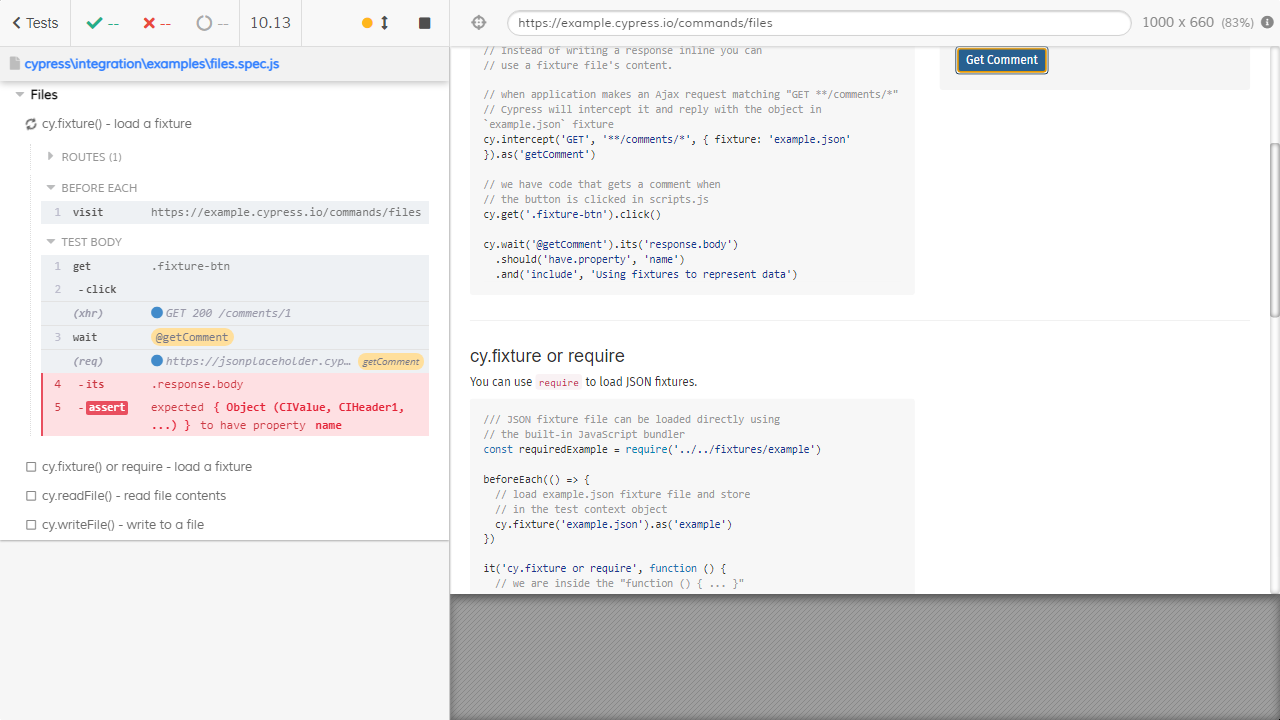 Tests
--
--
--
10.13
cypress\integration\examples\files.spec.js
Files
cy.fixture() - load a fixture
ROUTES (1)
BEFORE EACH
1 visit https://example.cypress.io/commands/files
TEST BODY
1 get .fixture-btn
2 -click
(xhr) GET 200 /comments/1
3 wait @getComment
(req) https://jsonplaceholder.cyp... getComment
4 -its .response.body
5 -assert expected { Object (CIValue, CIHeader1,
...) } to have property name
cy.fixture() or require - load a fixture
cy.readFile() - read file contents
cy.writeFile() - write to a file
https://example.cypress.io/commands/files
1000 x 660 (83%)
// Instead of writing a response inline you can
// use a fixture file's content.
// when application makes an Ajax request matching "GET **/comments/*"
// Cypress will intercept it and reply with the object in
`example.json` fixture
cy.intercept('GET', '**/comments/*', { fixture: 'example.json'
}).as('getComment')
// we have code that gets a comment when
// the button is clicked in scripts.js
cy.get('.fixture-btn').click()
cy.wait('@getComment').its('response.body')
.should('have.property', 'name')
.and('include', 'Using fixtures to represent data')
Get Comment
cy.fixture or require
You can use require to load JSON fixtures.
/// JSON fixture file can be loaded directly using
// the built-in JavaScript bundler
const requiredExample = require('../../fixtures/example')
beforeEach(() => {
// load example.json fixture file and store
// in the test context object
cy.fixture('example.json').as('example')
})
it('cy.fixture or require', function () {
// we are inside the "function () { ... }"